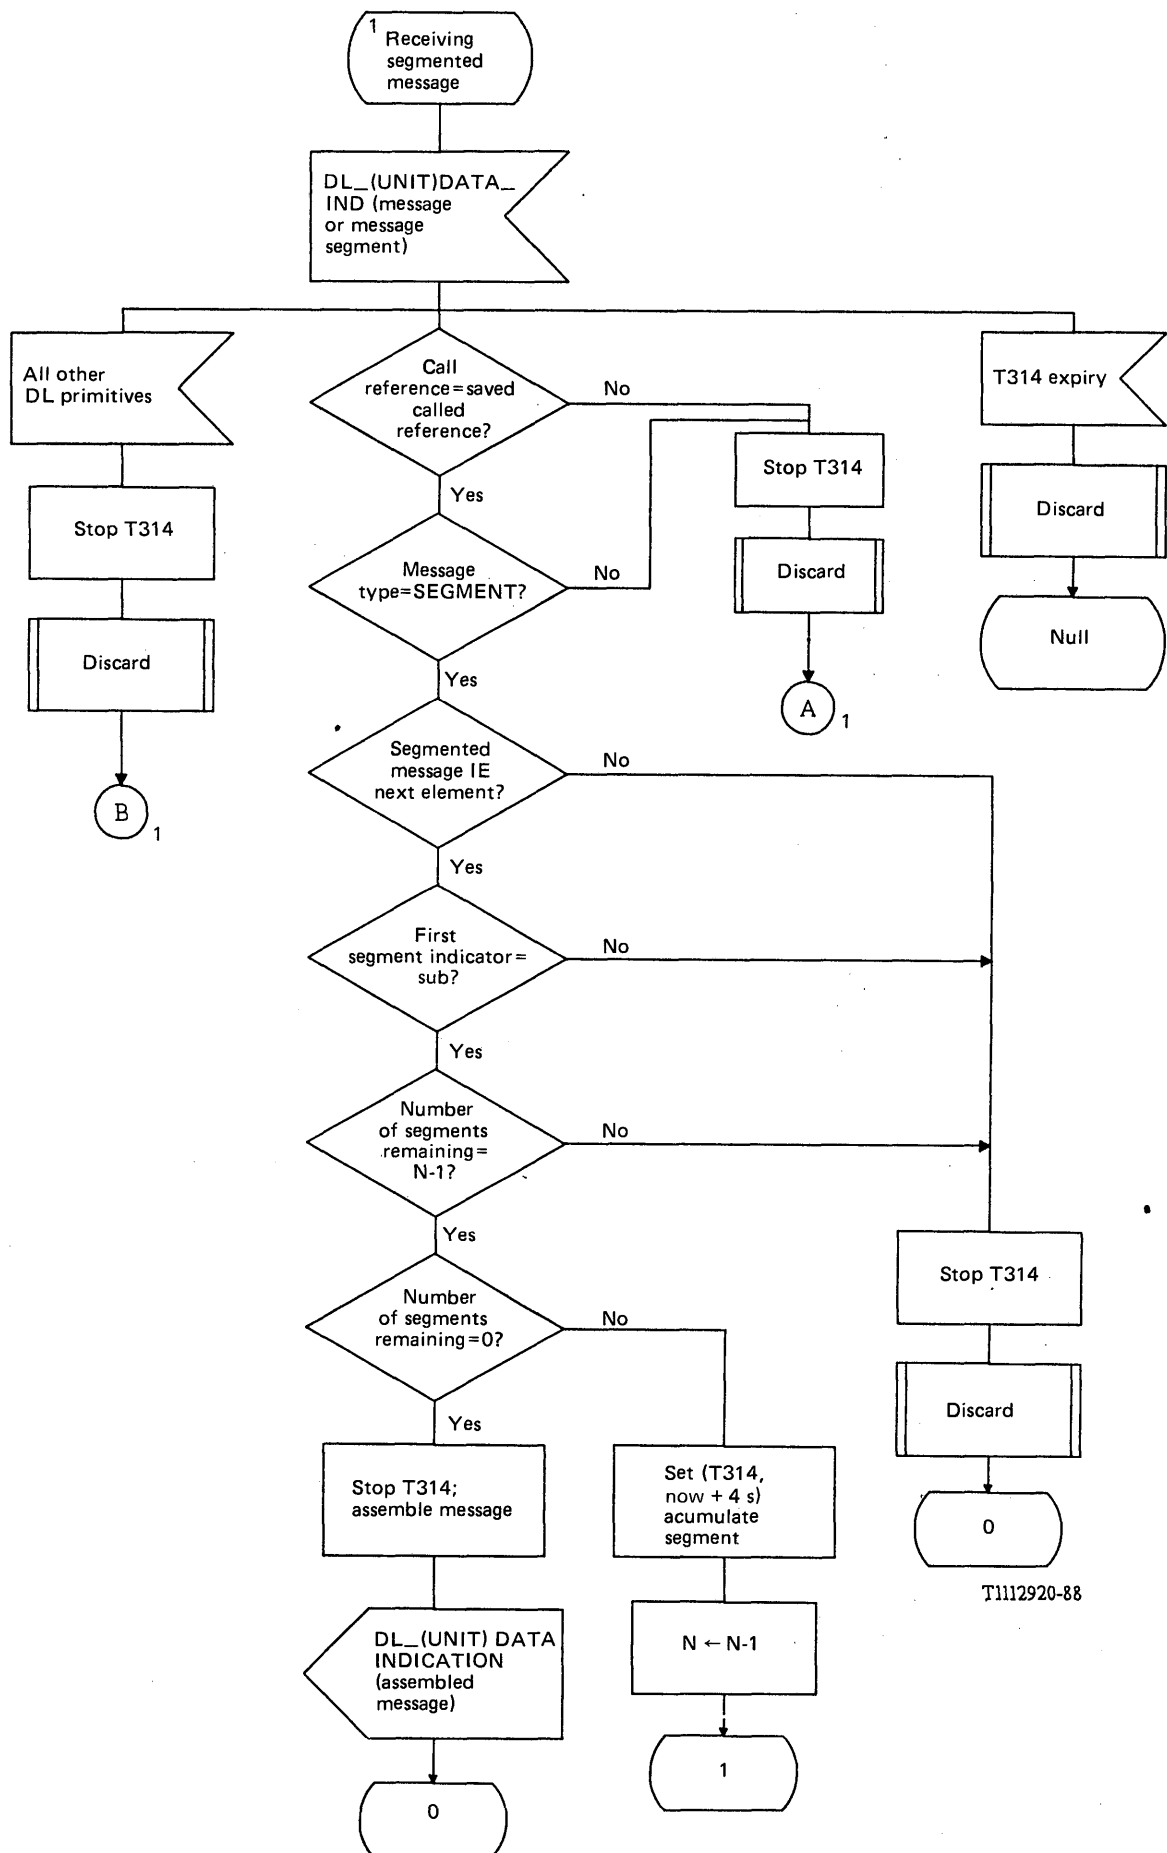 1
Receiving
segmented
message
DL_(UNIT)DATA_
IND (message
or message
segment)
All other
DL primitives
Call
reference=saved
called
reference?
No
T314 expiry
Stop T314
Discard
Yes
Stop T314
Discard
Message
type=SEGMENT?
No
Discard
Null
Yes
A
1
B
1
Segmented
message IE
next element?
No
Yes
First
segment indicator=
sub?
No
Yes
Number
of segments
remaining=
N-1?
No
Yes
Number
of segments
remaining=0?
No
Stop T314
Discard
0
T1112920-88
Yes
Stop T314;
assemble message
Set (T314,
now + 4 s)
acumulate
segment
DL_(UNIT) DATA
INDICATION
(assembled
message)
N ← N-1
1
0